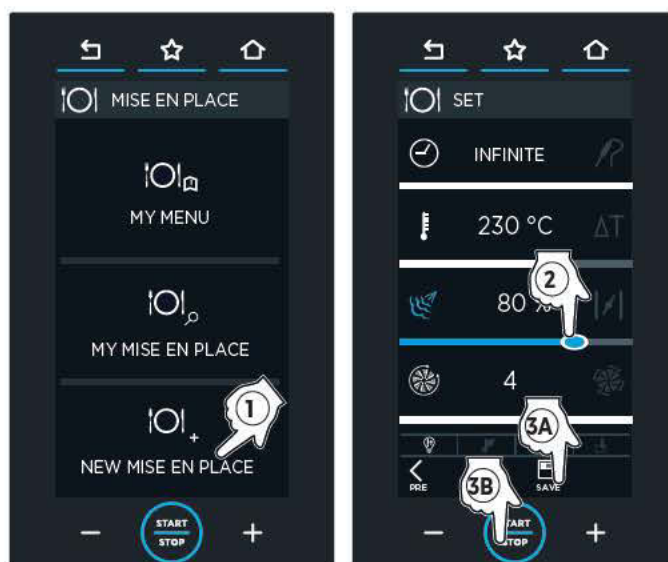 MISE EN PLACE
MY MENU
MY MISE EN PLACE
1
NEW MISE EN PLACE
START
STOP
SET
INFINITE
230 °C
ΔT
2
80 %
4
3A
3B
PRE
SAVE
START
STOP